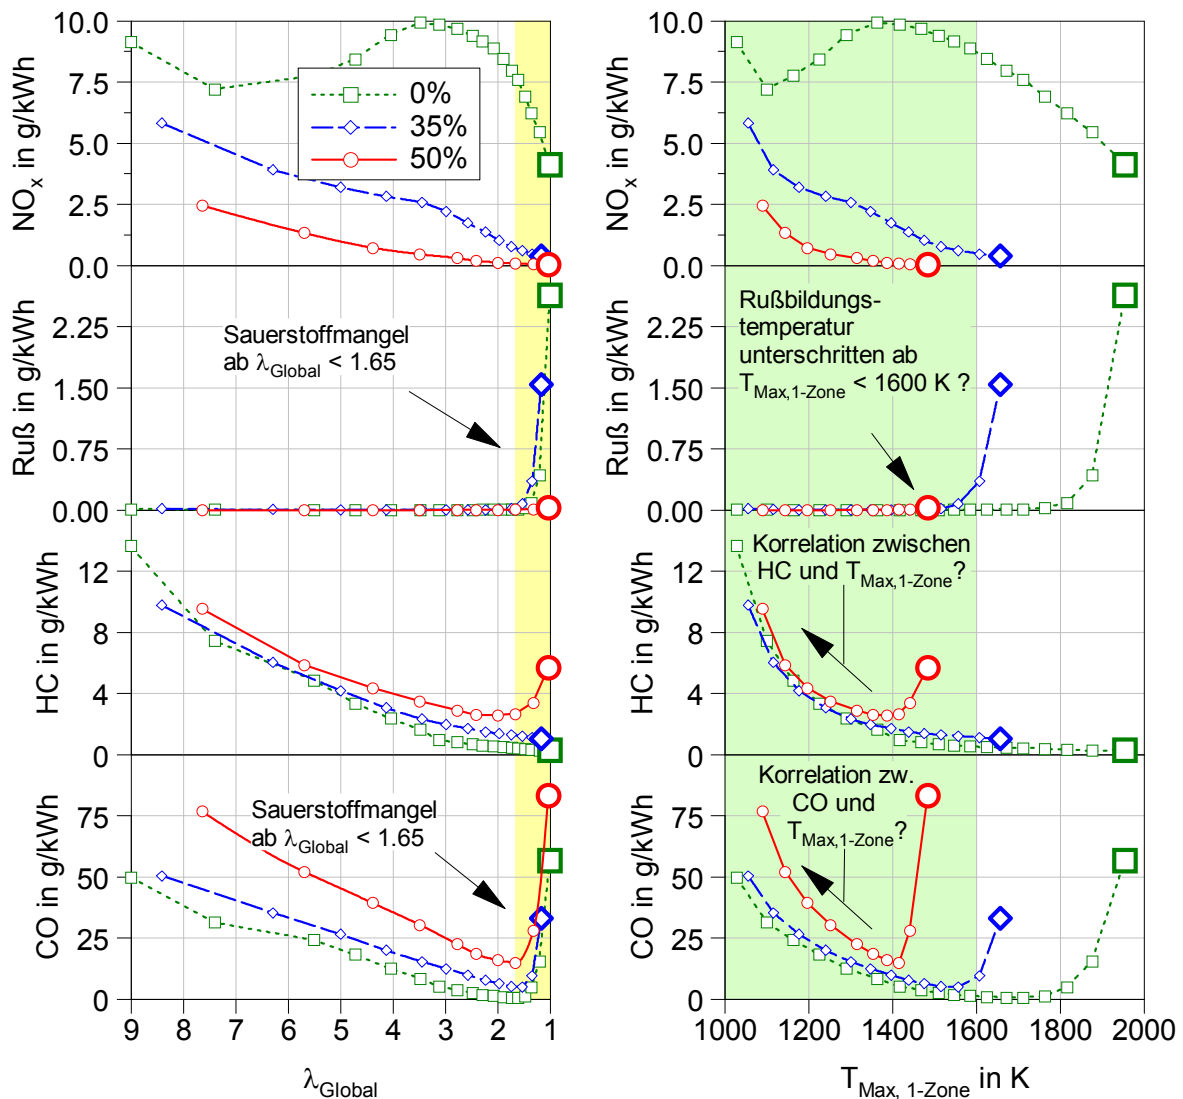 10.0
7.5
5.0
2.5
0.0
NOx in g/kWh
0%
35%
50%
2.25
1.50
0.75
0.00
Ruß in g/kWh
Sauerstoffmangel
ab λGlobal < 1.65
12
8
4
0
HC in g/kWh
75
50
25
0
CO in g/kWh
Sauerstoffmangel
ab λGlobal < 1.65
9 8 7 6 5 4 3 2 1
λGlobal
10.0
7.5
5.0
2.5
0.0
NOx in g/kWh
2.25
1.50
0.75
0.00
Ruß in g/kWh
Rußbildungs-
temperatur
unterschritten ab
TMax,1-Zone < 1600 K ?
12
8
4
0
HC in g/kWh
Korrelation zwischen
HC und TMax,1-Zone?
75
50
25
0
CO in g/kWh
Korrelation zw.
CO und
TMax,1-Zone?
1000 1200 1400 1600 1800 2000
TMax, 1-Zone in K